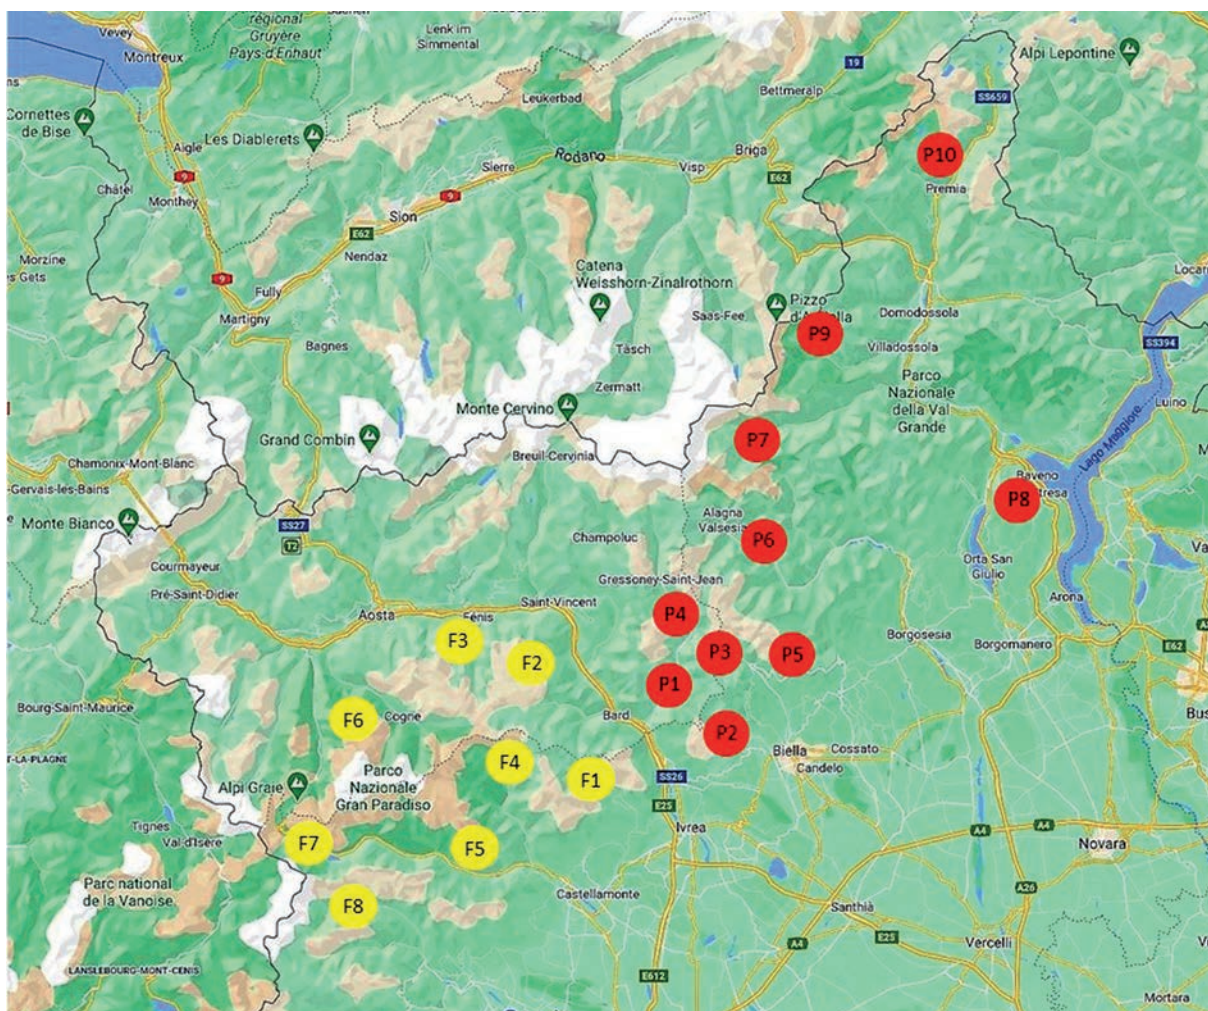 Vevey
Montreux
régional
Gruyère
Pays-d'Enhaut
Lenk im
Simmental
19
Bettmeralp
Alpi Lepontine
SS659
Cornettes
de Bise
Les Diablerets
Leukerbad
Aigle
9
Châtel
Monthey
Sierre
Rodano
Visp
Briga
E62
P10
Premia
Sion
9
E62
Nendaz
Morzine
es Gets
9
Fully
Martigny
Catena
Weisshorn-Zinalrothorn
Saas-Fee
Pizzo
P9
Domodossola
Villadossola
Locar
SS394
Bagnes
Täsch
Zermatt
Parco
Nazionale
della Val
Grande
Luino
Lago Maggiore
Monte Cervino
Grand Combin
Breuil-Cervinia
P7
Chamonix-Mont-Blanc
-Gervais-les-Bains
Baveno
P8
Monte Bianco
SS27
T2
Alagna
Valsesia
P6
Champoluc
Orta San
Giulio
Courmayeur
Pré-Saint-Didier
Gressoney-Saint-Jean
Arona
Aosta
Fénis
Saint-Vincent
P4
F3
F2
P3
P5
Borgosesia
Borgomanero
E62
P1
Bourg-Saint-Maurice
F6
Cogne
Bard
P2
Biella
Cossato
Candelo
Bus
T-LA-PLAGNE
F4
F1
Alpi Graie
Parco
Nazionale
Gran Paradiso
SS26
E25
Ivrea
A4
A4
Novara
Tignes
Val-d'Isère
F7
F5
Parc national
de la Vanoise
F8
Castellamonte
A26
Santhià
E25
A4
Vercelli
LANSLEBOURG-MONT-CENIS
E612
Mortara